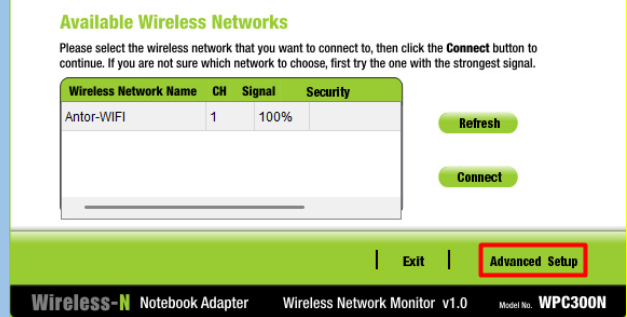 Available Wireless Networks
Please select the wireless network that you want to connect to, then click the Connect button to
continue. If you are not sure which network to choose, first try the one with the strongest signal.
Wireless Network Name CH Signal Security
Antor-WIFI 1 100%
Refresh
Connect
Exit Advanced Setup
Wireless-N Notebook Adapter Wireless Network Monitor v1.0 Model No. WPC300N